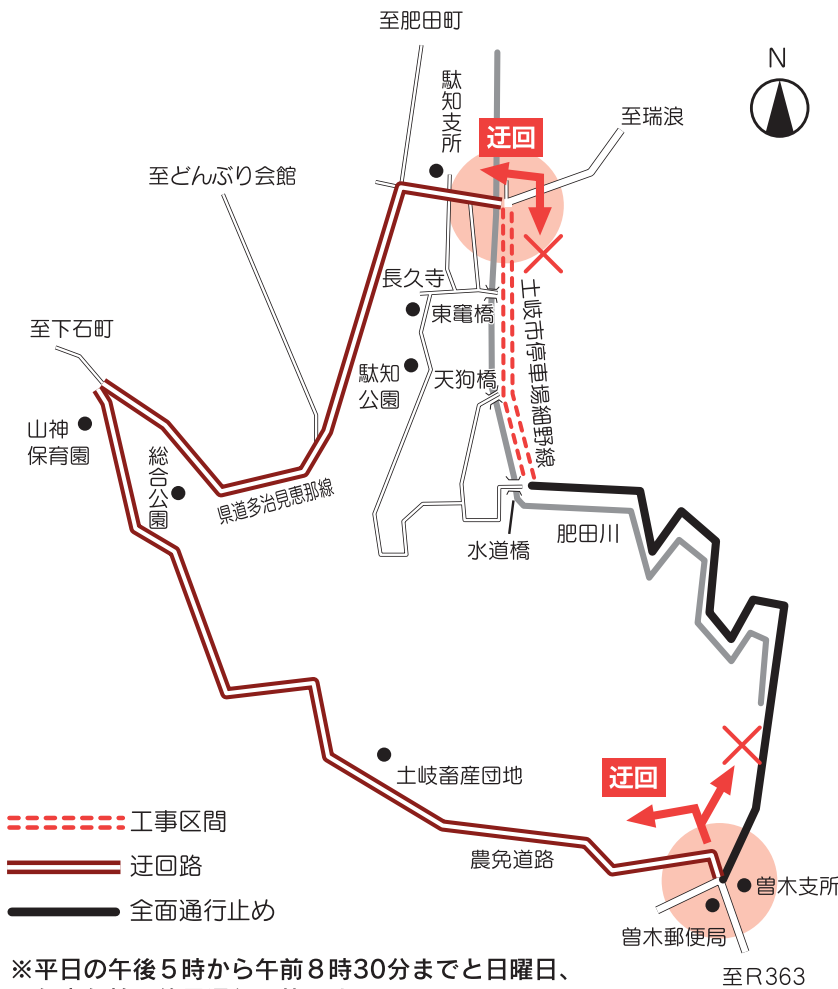 至肥田町
N
駄知支所
至瑞浪
迂回
至どんぶり会館
長久寺
東竈橋
土岐市停車場細野線
至下石町
駄知
公園
天狗橋
山神
保育園
総合公園
県道多治見恵那線
水道橋
肥田川
迂回
土岐畜産団地
工事区間
迂回路
農免道路
全面通行止め
曽木支所
曽木郵便局
※平日の午後5時から午前8時30分までと日曜日、
至R363